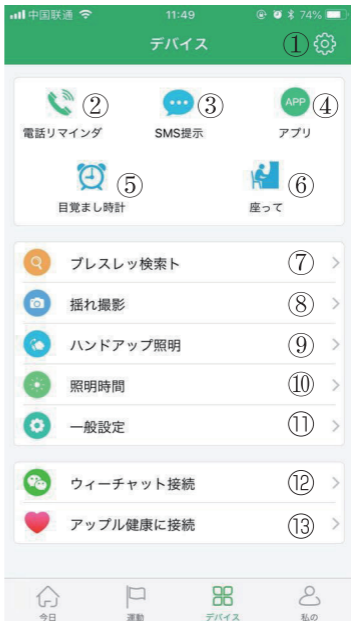 中国联通 11:49 74%
デバイス ①
② ③ APP ④
電話リマインダ SMS提示 アプリ
⑤ ⑥
目覚まし時計 座って
ブレスレッ検索ト ⑦
揺れ撮影 ⑧
ハンドアップ照明 ⑨
照明時間 ⑩
一般設定 ⑪
ウィーチャット接続 ⑫
アップル健康に接続 ⑬
今日 運動 デバイス 私の